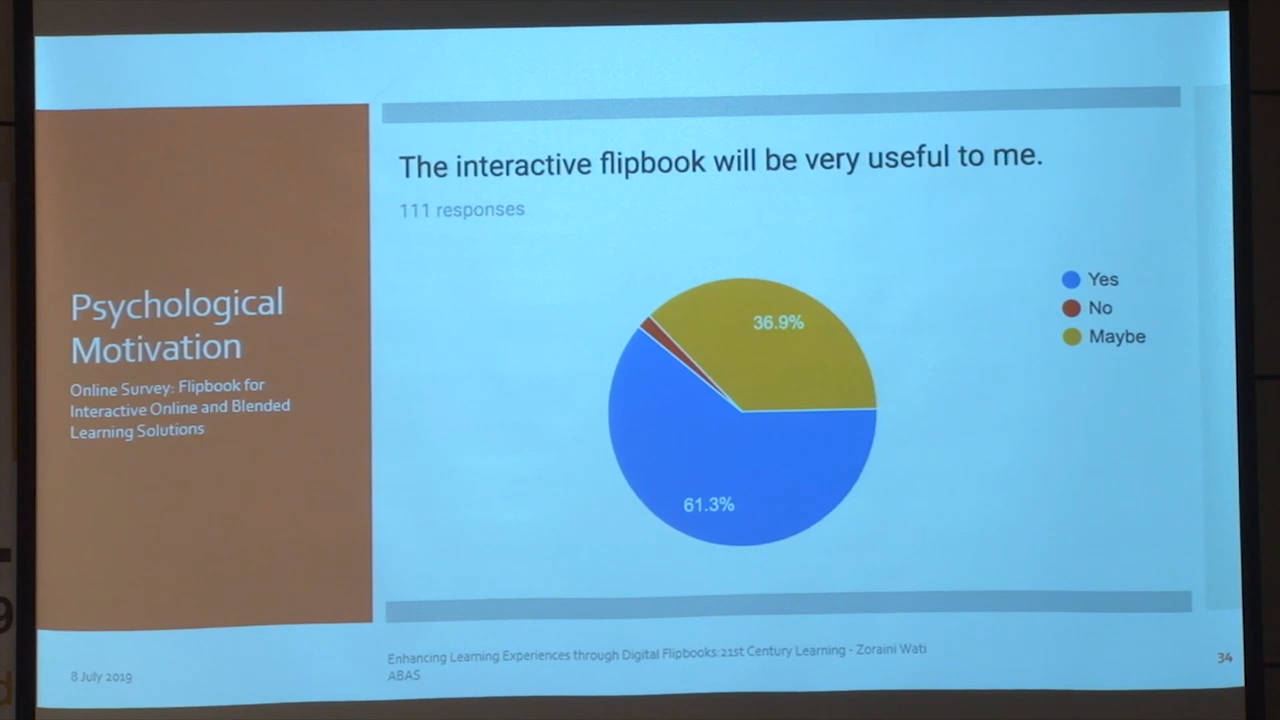 Psychological
Motivation
Online Survey: Flipbook for
Interactive Online and Blended
Learning Solutions
The interactive flipbook will be very useful to me.
111 responses
36.9%
61.3%
Yes
No
Maybe
8 July 2019
Enhancing Learning Experiences through Digital Flipbooks:21st Century Learning - Zoraini Wati
ABAS
34
9
d